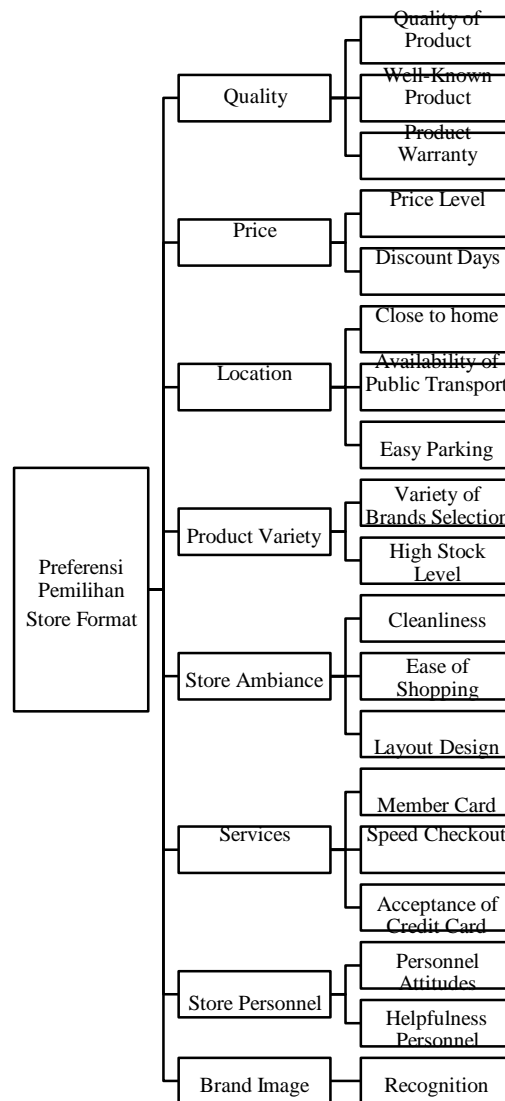 Quality of
Product
Quality
Well-Known
Product
Product
Warranty
Price Level
Price
Discount Days
Close to home
Location
Availability of
Public Transport
Easy Parking
Preferensi
Pemilihan
Store Format
Product Variety
Variety of
Brands Selection
High Stock
Level
Cleanliness
Store Ambiance
Ease of
Shopping
Layout Design
Member Card
Services
Speed Checkout
Acceptance of
Credit Card
Personnel
Attitudes
Store Personnel
Helpfulness
Personnel
Brand Image
Recognition